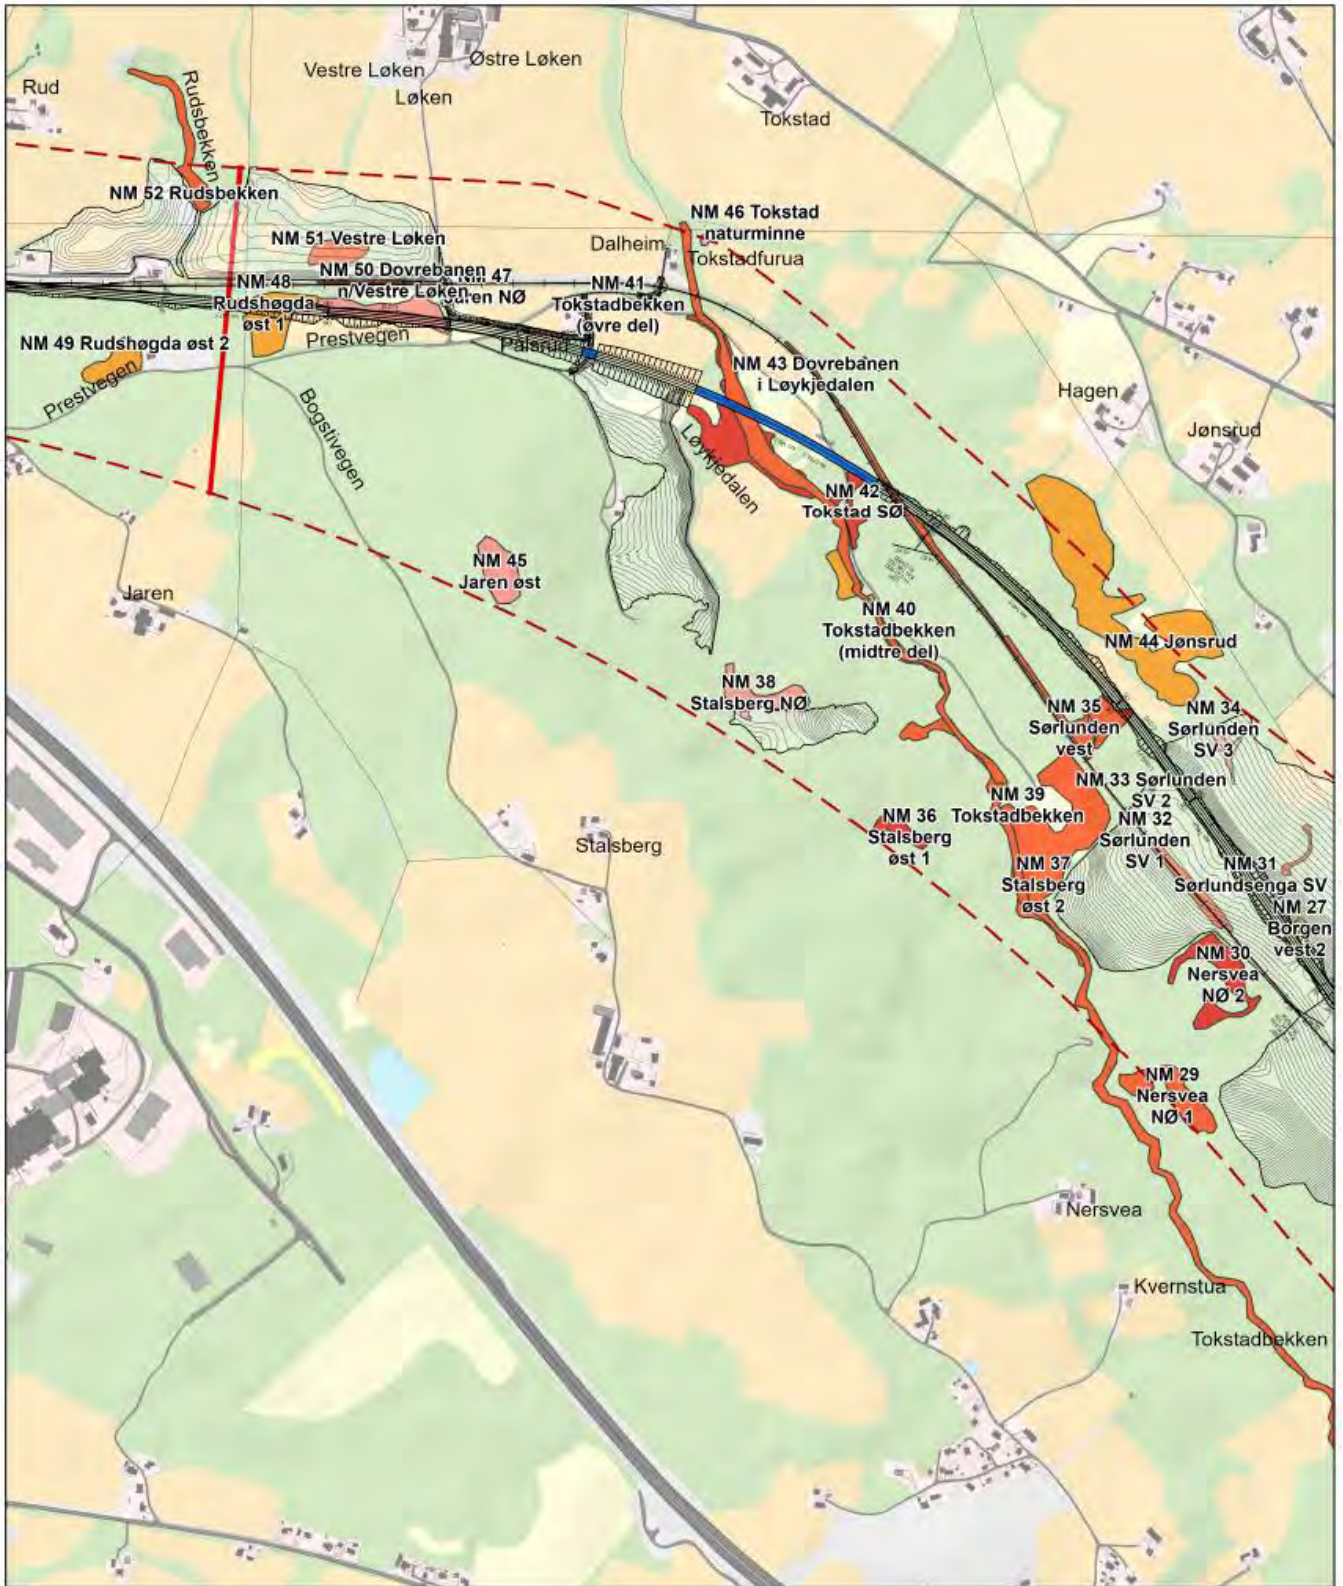 Østre Løken
Vestre Løken
Rud
Løken
Rudsbekken
Tokstad
NM 52 Rudsbekken
NM 46 Tokstad
naturminne
NM 51 Vestre Løken
Dalheim
Tokstadfurua
NM 50 Dovrebanen
n/Vestre Løken
NM 47
Jaren NØ
NM 48
Rudshøgda
øst 1
NM 41
Tokstadbekken
(øvre del)
NM 49 Rudshøgda øst 2
Prestvegen
Pålsrud
Prestvegen
NM 43 Dovrebanen
i Løykjedalen
Hagen
Bogstivegen
Jønsrud
Løykjedalen
NM 42
Tokstad SØ
NM 45
Jaren øst
Jaren
NM 40
Tokstadbekken
(midtre del)
NM 44 Jønsrud
NM 38
Stalsberg NØ
NM 35
Sørlunden
vest
NM 34
Sørlunden
SV 3
NM 33 Sørlunden
SV 2
NM 39
Tokstadbekken
NM 32
Sørlunden
SV 1
NM 36
Stalsberg
øst 1
Stalsberg
NM 37
Stalsberg
øst 2
NM 31
Sørlundsenga SV
NM 27
Borgen
vest 2
NM 30
Nersvea
NØ 2
NM 29
Nersvea
NØ 1
Nersvea
Kvernstua
Tokstadbekken